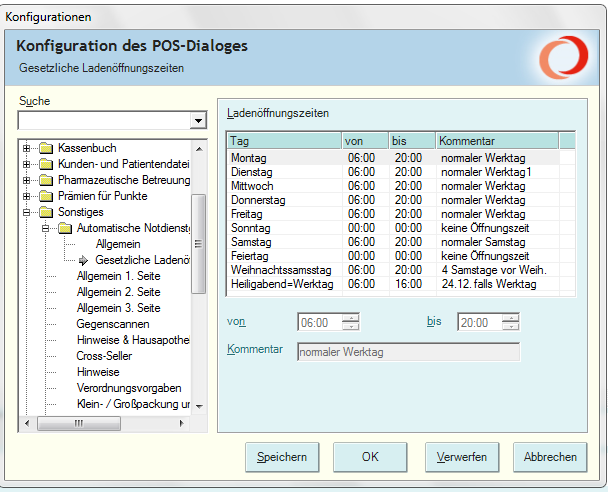 Konfigurationen
Konfiguration des POS-Dialoges
Gesetzliche Ladenöffnungszeiten
Suche
Kassenbuch
Kunden- und Patientendatei
Pharmazeutische Betreuung
Prämien für Punkte
Sonstiges
Automatische Notdienst
Allgemein
Gesetzliche Ladenö
Allgemein 1. Seite
Allgemein 2. Seite
Allgemein 3. Seite
Gegenscannen
Hinweise & Hausapothe
Cross-Seller
Hinweise
Verordnungsvorgaben
Klein- / Großpackung un
Ladenöffnungszeiten
Tag von bis Kommentar
Montag 06:00 20:00 normaler Werktag
Dienstag 06:00 20:00 normaler Werktag1
Mittwoch 06:00 20:00 normaler Werktag
Donnerstag 06:00 20:00 normaler Werktag
Freitag 06:00 20:00 normaler Werktag
Sonntag 00:00 00:00 keine Öffnungszeit
Samstag 06:00 20:00 normaler Samstag
Feiertag 00:00 00:00 keine Öffnungszeit
Weihnachtssamsstag 06:00 20:00 4 Samstage vor Weih.
Heiligabend=Werktag 06:00 16:00 24.12. falls Werktag
von 06:00 bis 20:00
Kommentar normaler Werktag
Speichern OK Verwerfen Abbrechen